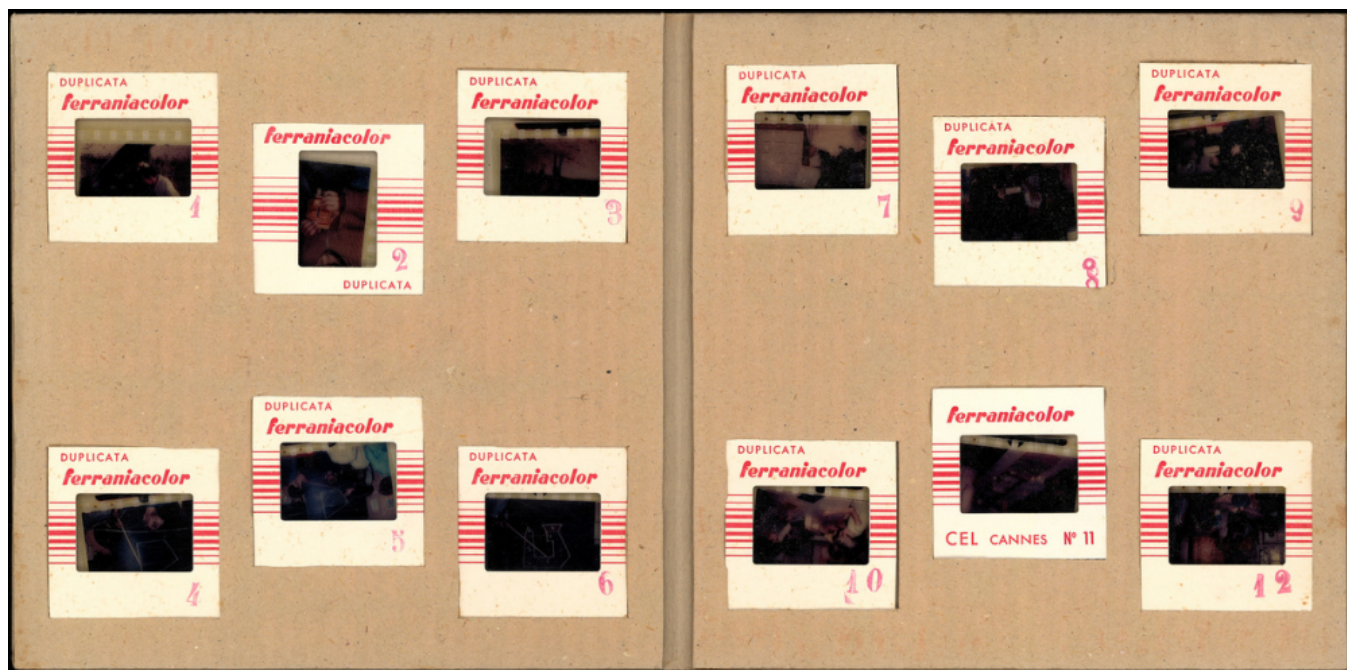 DUPLICATA
ferraniacolor
1
ferraniacolor
2
DUPLICATA
DUPLICATA
ferraniacolor
3
DUPLICATA
ferraniacolor
4
DUPLICATA
ferraniacolor
5
DUPLICATA
ferraniacolor
6
DUPLICATA
ferraniacolor
7
DUPLICATA
ferraniacolor
8
DUPLICATA
ferraniacolor
9
DUPLICATA
ferraniacolor
10
ferraniacolor
CEL CANNES Nº 11
DUPLICATA
ferraniacolor
12